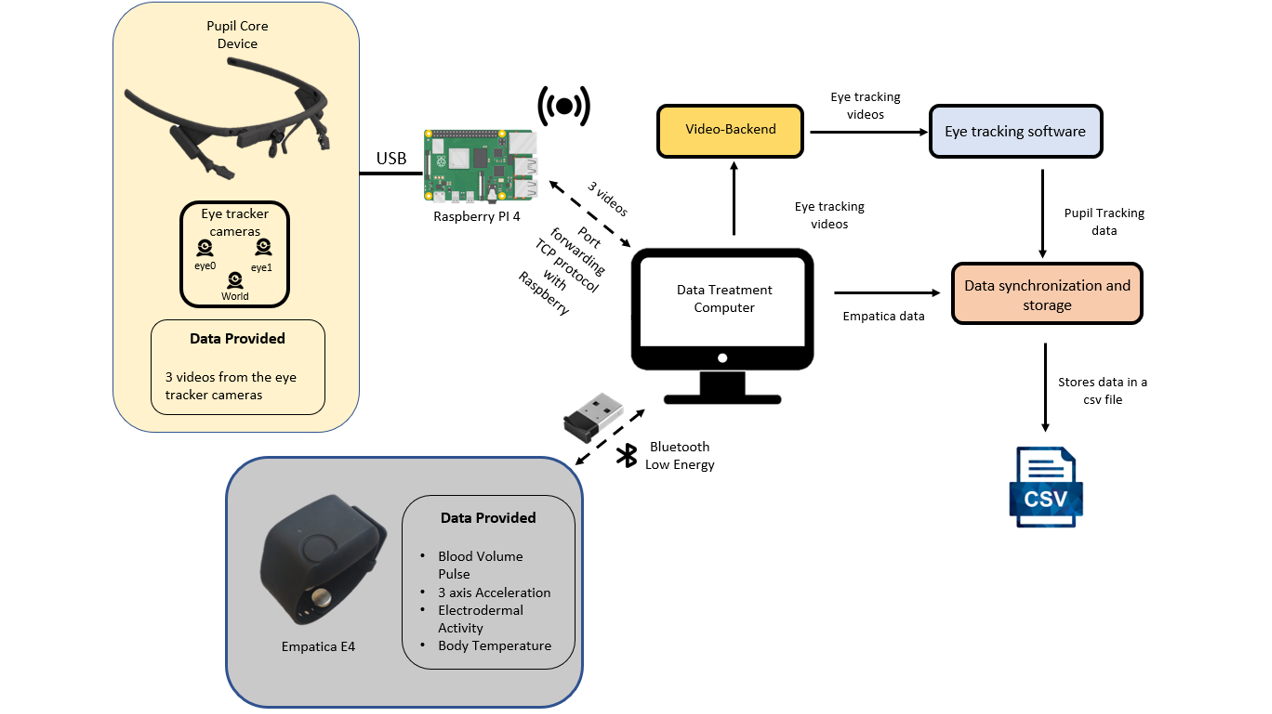 Pupil Core
Device
Eye tracker
cameras
eye0
eye1
World
Data Provided
3 videos from the eye
tracker cameras
USB
Raspberry PI 4
3 videos
Port
forwarding
TCP protocol
with
Raspberry
Video-Backend
Eye tracking
videos
Eye tracking software
Eye tracking
videos
Pupil Tracking
data
Data Treatment
Computer
Empatica data
Data synchronization and
storage
Stores data in a
csv file
CSV
Bluetooth
Low Energy
Empatica E4
Data Provided
• Blood Volume
Pulse
• 3 axis Acceleration
• Electrodermal
Activity
• Body Temperature